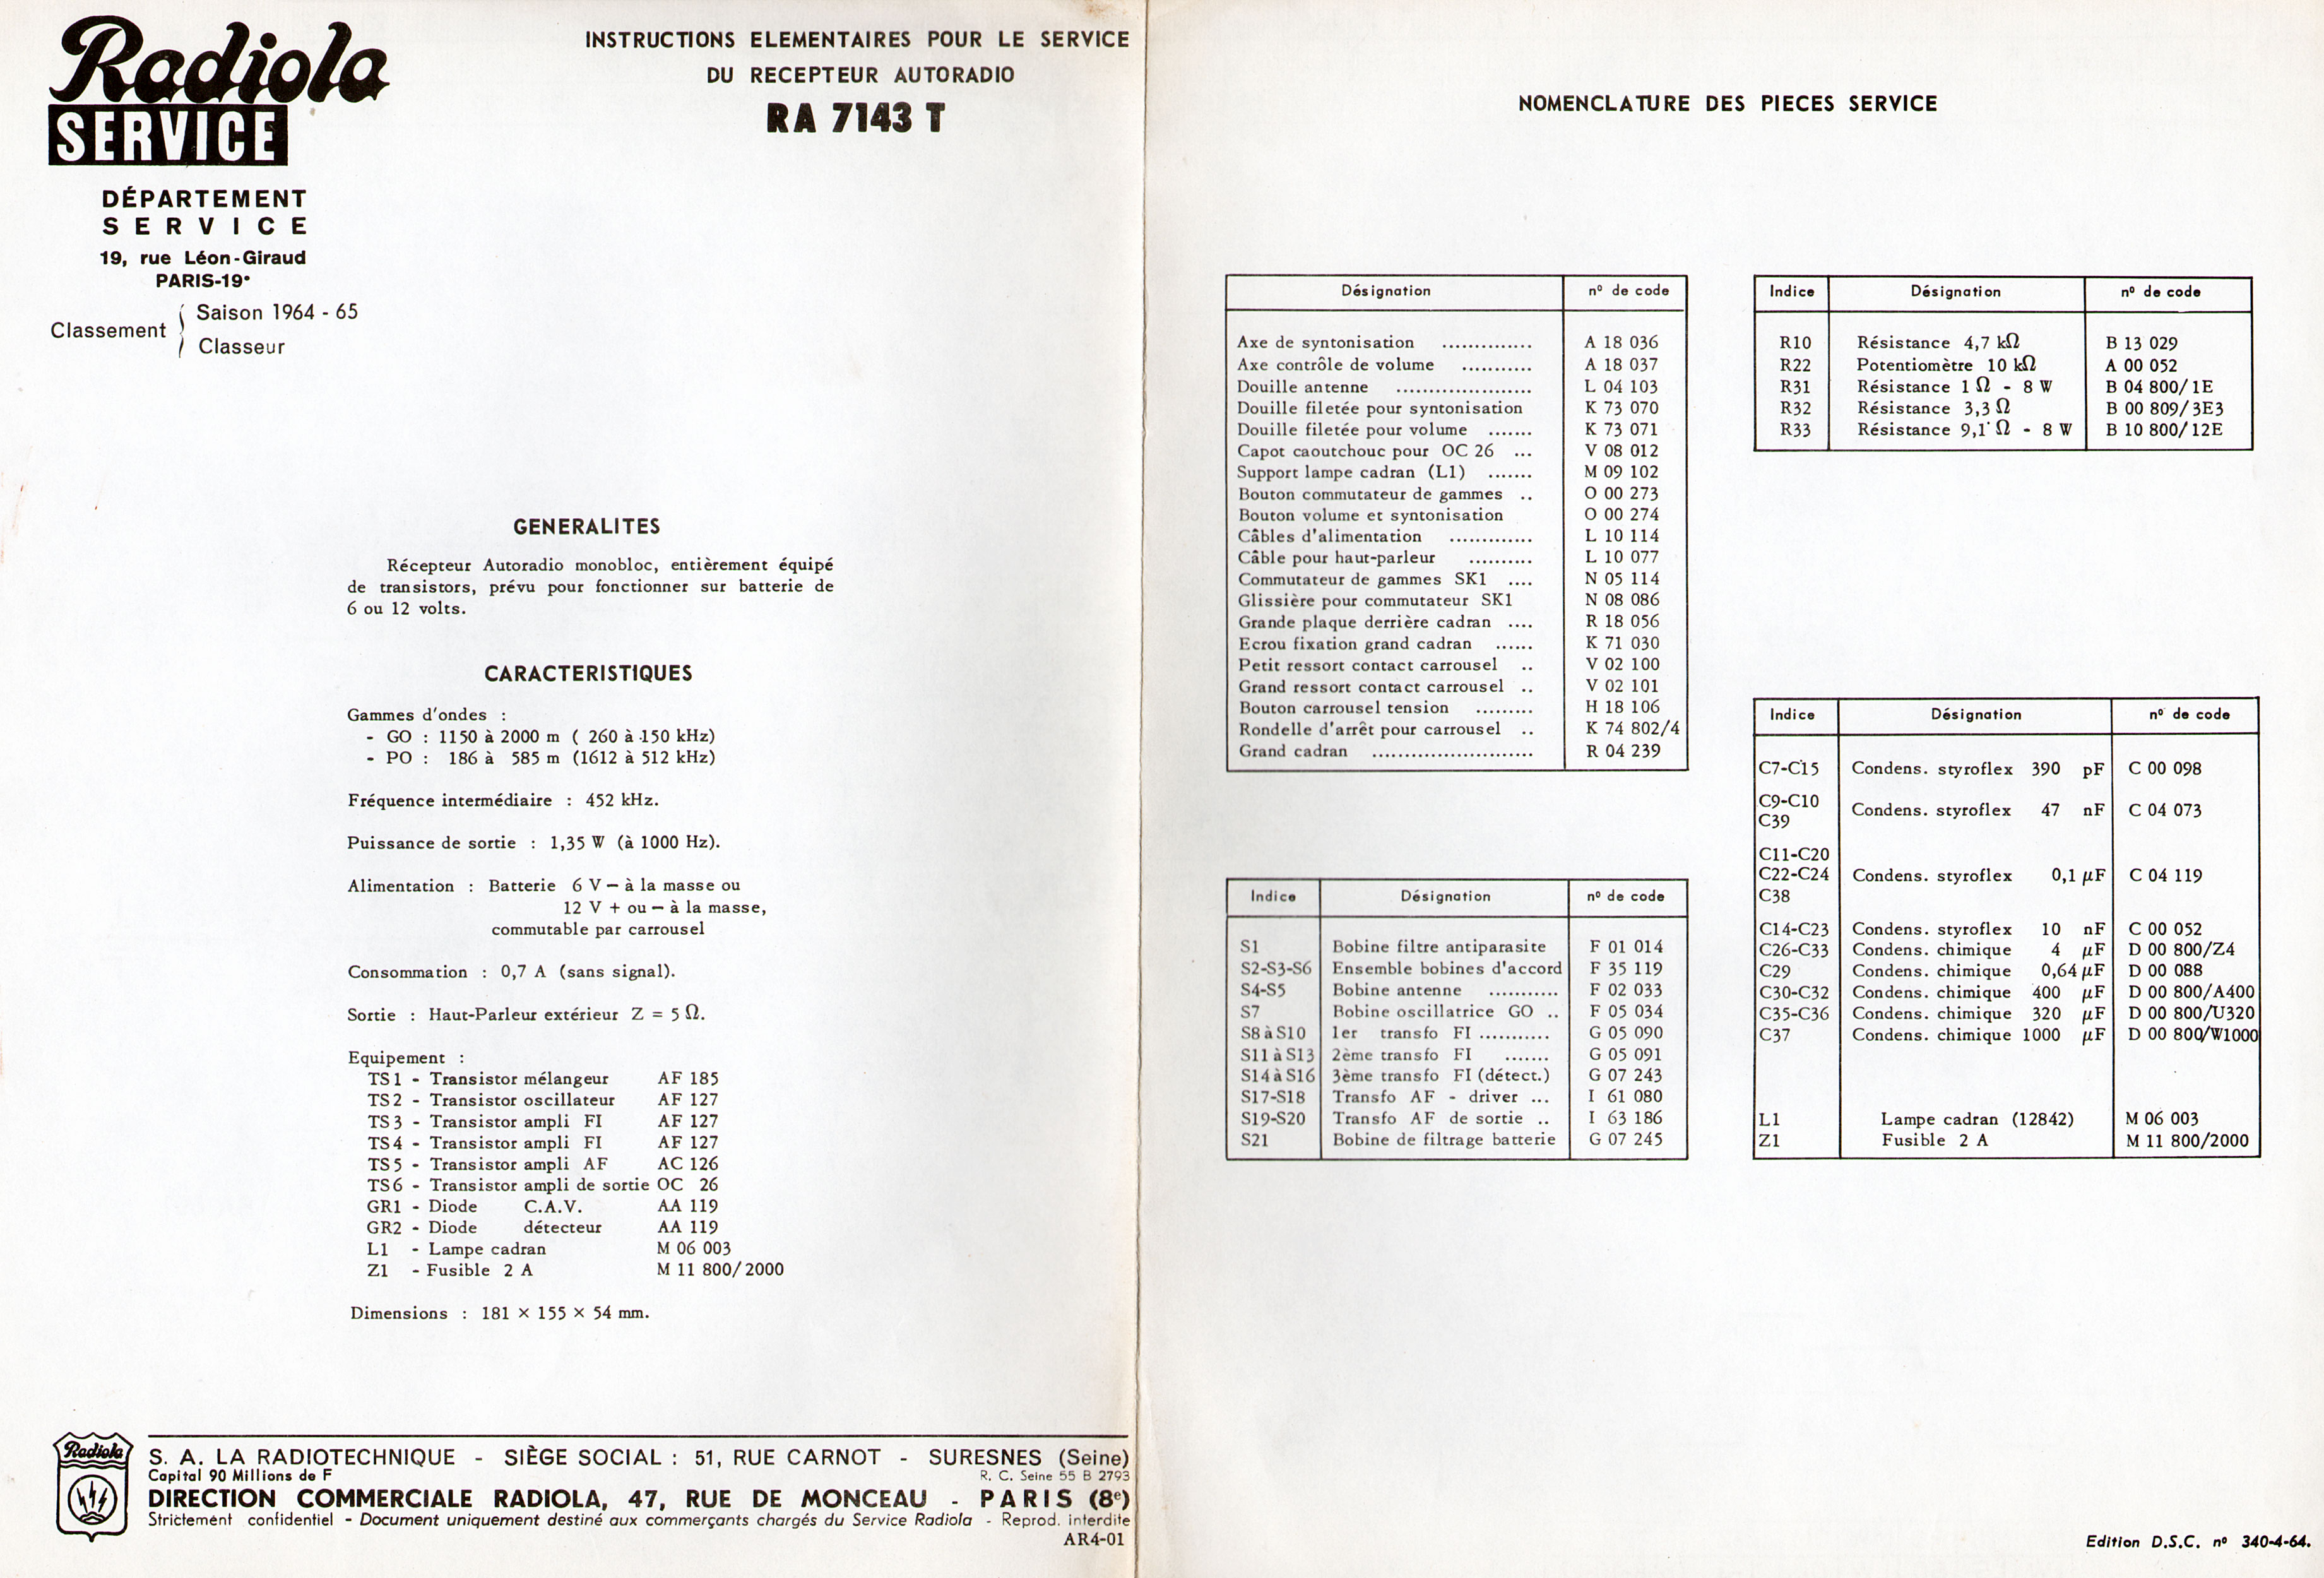 Radiola
SERVICE
DÉPARTEMENT
SERVICE
19, rue Léon-Giraud
PARIS-19e
Classement
Saison 1964 - 65
Classeur
INSTRUCTIONS ELEMENTAIRES POUR LE SERVICE
DU RECEPTEUR AUTORADIO
RA 7143 T
GENERALITES
Récepteur Autoradio monobloc, entièrement équipé
de transistors, prévu pour fonctionner sur batterie de
6 ou 12 volts.
CARACTERISTIQUES
Gammes d'ondes :
- GO : 1150 à 2000 m ( 260 à 150 kHz)
- PO : 186 à 585 m (1612 à 512 kHz)
Fréquence intermédiaire : 452 kHz.
Puissance de sortie : 1,35 W (à 1000 Hz).
Alimentation : Batterie 6 V — à la masse ou
12 V + ou — à la masse,
commutable par carrousel
Consommation : 0,7 A (sans signal).
Sortie : Haut-Parleur extérieur Z = 5 Ω.
Equipement :
TS1 - Transistor mélangeur AF 185
TS2 - Transistor oscillateur AF 127
TS3 - Transistor ampli FI AF 127
TS4 - Transistor ampli FI AF 127
TS5 - Transistor ampli AF AC 126
TS6 - Transistor ampli de sortie OC 26
GR1 - Diode C.A.V. AA 119
GR2 - Diode détecteur AA 119
L1 - Lampe cadran M 06 003
Z1 - Fusible 2 A M 11 800/2000
Dimensions : 181 × 155 × 54 mm.
Radiola
S. A. LA RADIOTECHNIQUE - SIÈGE SOCIAL : 51, RUE CARNOT - SURESNES (Seine)
Capital 90 Millions de F R. C. Seine 55 B 2793
DIRECTION COMMERCIALE RADIOLA, 47, RUE DE MONCEAU - PARIS (8e)
Strictement confidentiel - Document uniquement destiné aux commerçants chargés du Service Radiola - Reprod. interdite
AR4-01
NOMENCLATURE DES PIECES SERVICE
Désignation n° de code
Axe de syntonisation .............. A 18 036
Axe contrôle de volume ........... A 18 037
Douille antenne ..................... L 04 103
Douille filetée pour syntonisation K 73 070
Douille filetée pour volume ....... K 73 071
Capot caoutchouc pour OC 26 ... V 08 012
Support lampe cadran (L1) ....... M 09 102
Bouton commutateur de gammes .. O 00 273
Bouton volume et syntonisation O 00 274
Câbles d'alimentation ............. L 10 114
Câble pour haut-parleur .......... L 10 077
Commutateur de gammes SK1 .... N 05 114
Glissière pour commutateur SK1 N 08 086
Grande plaque derrière cadran .... R 18 056
Ecrou fixation grand cadran ...... K 71 030
Petit ressort contact carrousel .. V 02 100
Grand ressort contact carrousel .. V 02 101
Bouton carrousel tension ......... H 18 106
Rondelle d'arrêt pour carrousel .. K 74 802/4
Grand cadran ......................... R 04 239
Indice Désignation n° de code
S1 Bobine filtre antiparasite F 01 014
S2-S3-S6 Ensemble bobines d'accord F 35 119
S4-S5 Bobine antenne ........... F 02 033
S7 Bobine oscillatrice GO .. F 05 034
S8 à S10 1er transfo FI ........... G 05 090
S11 à S13 2ème transfo FI ....... G 05 091
S14 à S16 3ème transfo FI (détect.) G 07 243
S17-S18 Transfo AF - driver ... I 61 080
S19-S20 Transfo AF de sortie .. I 63 186
S21 Bobine de filtrage batterie G 07 245
Indice Désignation n° de code
R10 Résistance 4,7 kΩ B 13 029
R22 Potentiomètre 10 kΩ A 00 052
R31 Résistance 1 Ω - 8 W B 04 800/1E
R32 Résistance 3,3 Ω B 00 809/3E3
R33 Résistance 9,1 Ω - 8 W B 10 800/12E
Indice Désignation n° de code
C7-C15 Condens. styroflex 390 pF C 00 098
C9-C10
C39 Condens. styroflex 47 nF C 04 073
C11-C20
C22-C24 Condens. styroflex 0,1 µF C 04 119
C38
C14-C23 Condens. styroflex 10 nF C 00 052
C26-C33 Condens. chimique 4 µF D 00 800/Z4
C29 Condens. chimique 0,64 µF D 00 088
C30-C32 Condens. chimique 400 µF D 00 800/A400
C35-C36 Condens. chimique 320 µF D 00 800/U320
C37 Condens. chimique 1000 µF D 00 800/W1000
L1 Lampe cadran (12842) M 06 003
Z1 Fusible 2 A M 11 800/2000
Edition D.S.C. n° 340-4-64.